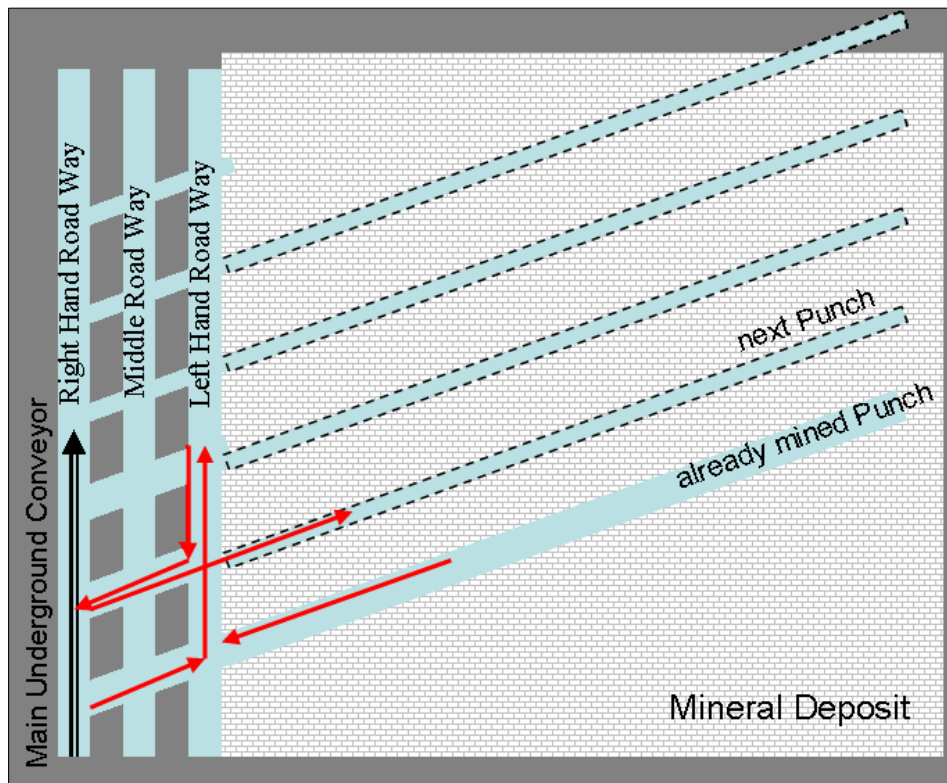 Main Underground Conveyor
Right Hand Road Way
Middle Road Way
Left Hand Road Way
next Punch
already mined Punch
Mineral Deposit